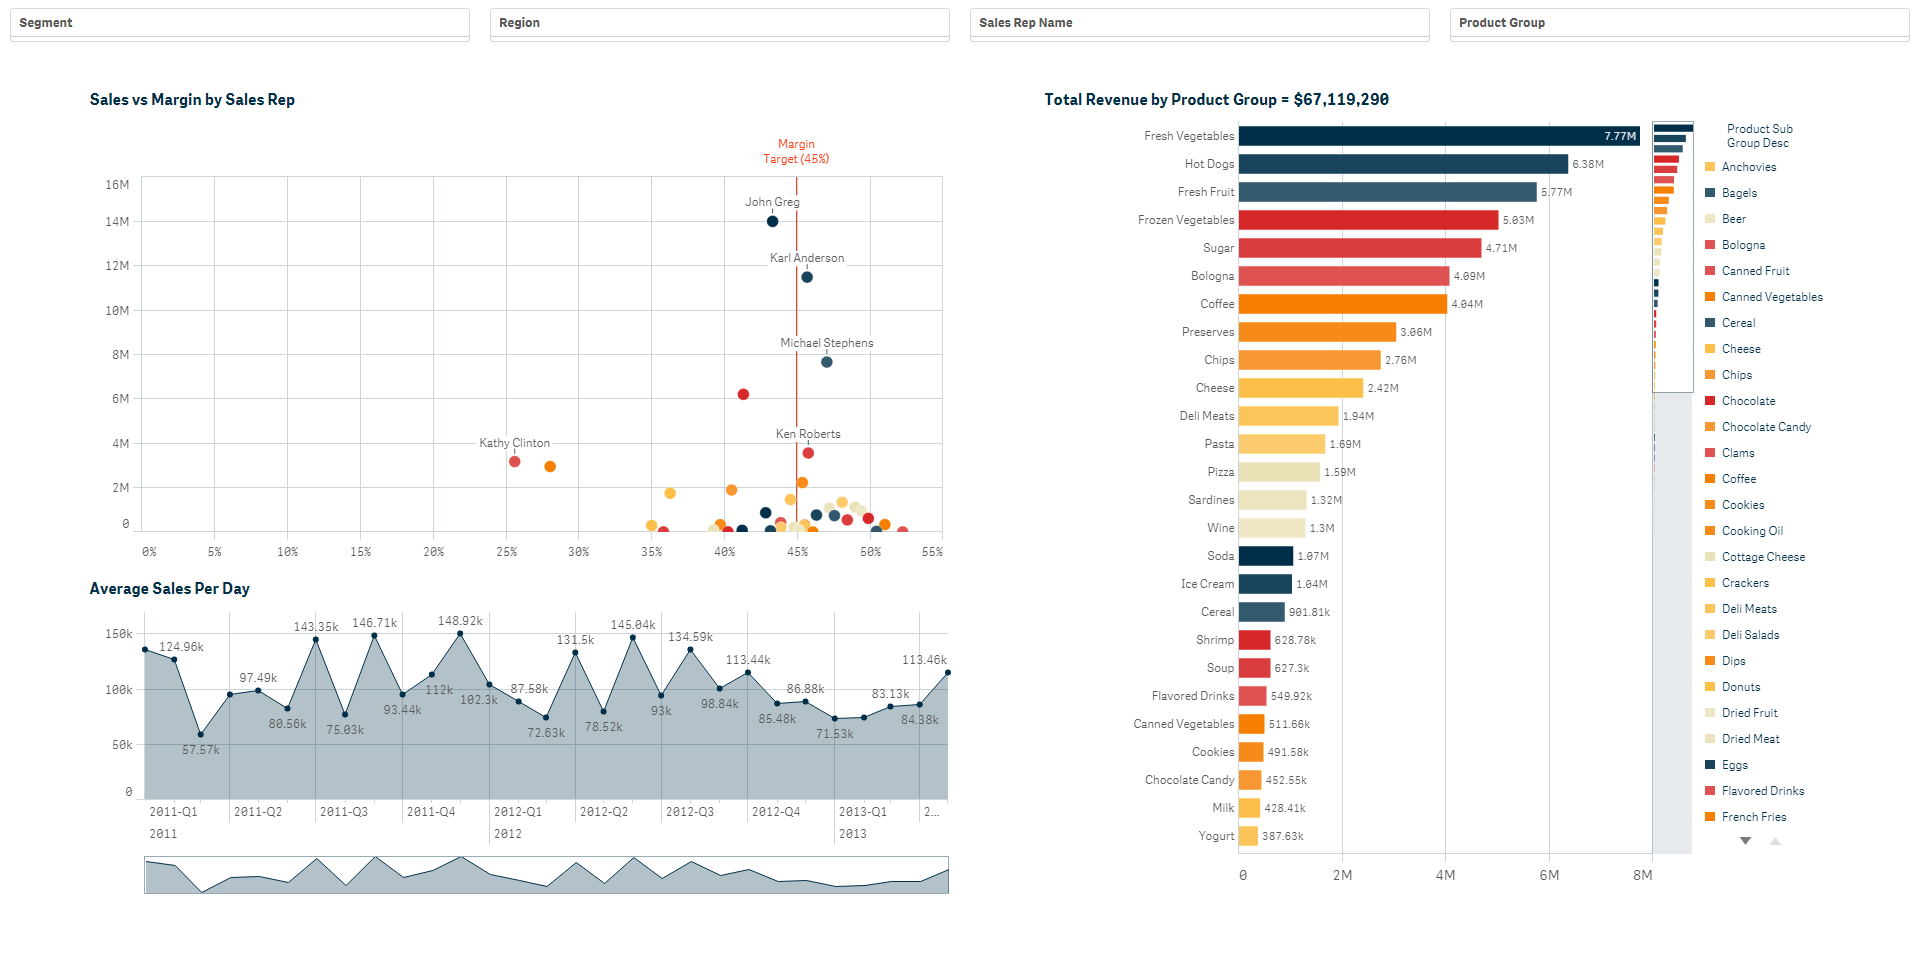 Segment
Region
Sales Rep Name
Product Group
Sales vs Margin by Sales Rep
Margin
Target (45%)
16M
14M
12M
10M
8M
6M
4M
2M
0
John Greg
Karl Anderson
Michael Stephens
Ken Roberts
Kathy Clinton
0%
5%
10%
15%
20%
25%
30%
35%
40%
45%
50%
55%
Average Sales Per Day
150k
100k
50k
0
124.96k
57.57k
97.49k
80.56k
143.35k
75.03k
146.71k
93.44k
112k
148.92k
102.3k
87.58k
72.63k
131.5k
78.52k
145.04k
93k
134.59k
98.84k
113.44k
85.48k
86.88k
71.53k
83.13k
84.38k
113.46k
2011-Q1
2011-Q2
2011-Q3
2011-Q4
2012-Q1
2012-Q2
2012-Q3
2012-Q4
2013-Q1
2...
2011
2012
2013
Total Revenue by Product Group = $67,119,290
Fresh Vegetables 7.77M
Hot Dogs 6.38M
Fresh Fruit 5.77M
Frozen Vegetables 5.03M
Sugar 4.71M
Bologna 4.09M
Coffee 4.04M
Preserves 3.06M
Chips 2.76M
Cheese 2.42M
Deli Meats 1.94M
Pasta 1.69M
Pizza 1.59M
Sardines 1.32M
Wine 1.3M
Soda 1.07M
Ice Cream 1.04M
Cereal 901.81k
Shrimp 628.78k
Soup 627.3k
Flavored Drinks 549.92k
Canned Vegetables 511.66k
Cookies 491.58k
Chocolate Candy 452.55k
Milk 428.41k
Yogurt 387.63k
0
2M
4M
6M
8M
Product Sub
Group Desc
Anchovies
Bagels
Beer
Bologna
Canned Fruit
Canned Vegetables
Cereal
Cheese
Chips
Chocolate
Chocolate Candy
Clams
Coffee
Cookies
Cooking Oil
Cottage Cheese
Crackers
Deli Meats
Deli Salads
Dips
Donuts
Dried Fruit
Dried Meat
Eggs
Flavored Drinks
French Fries